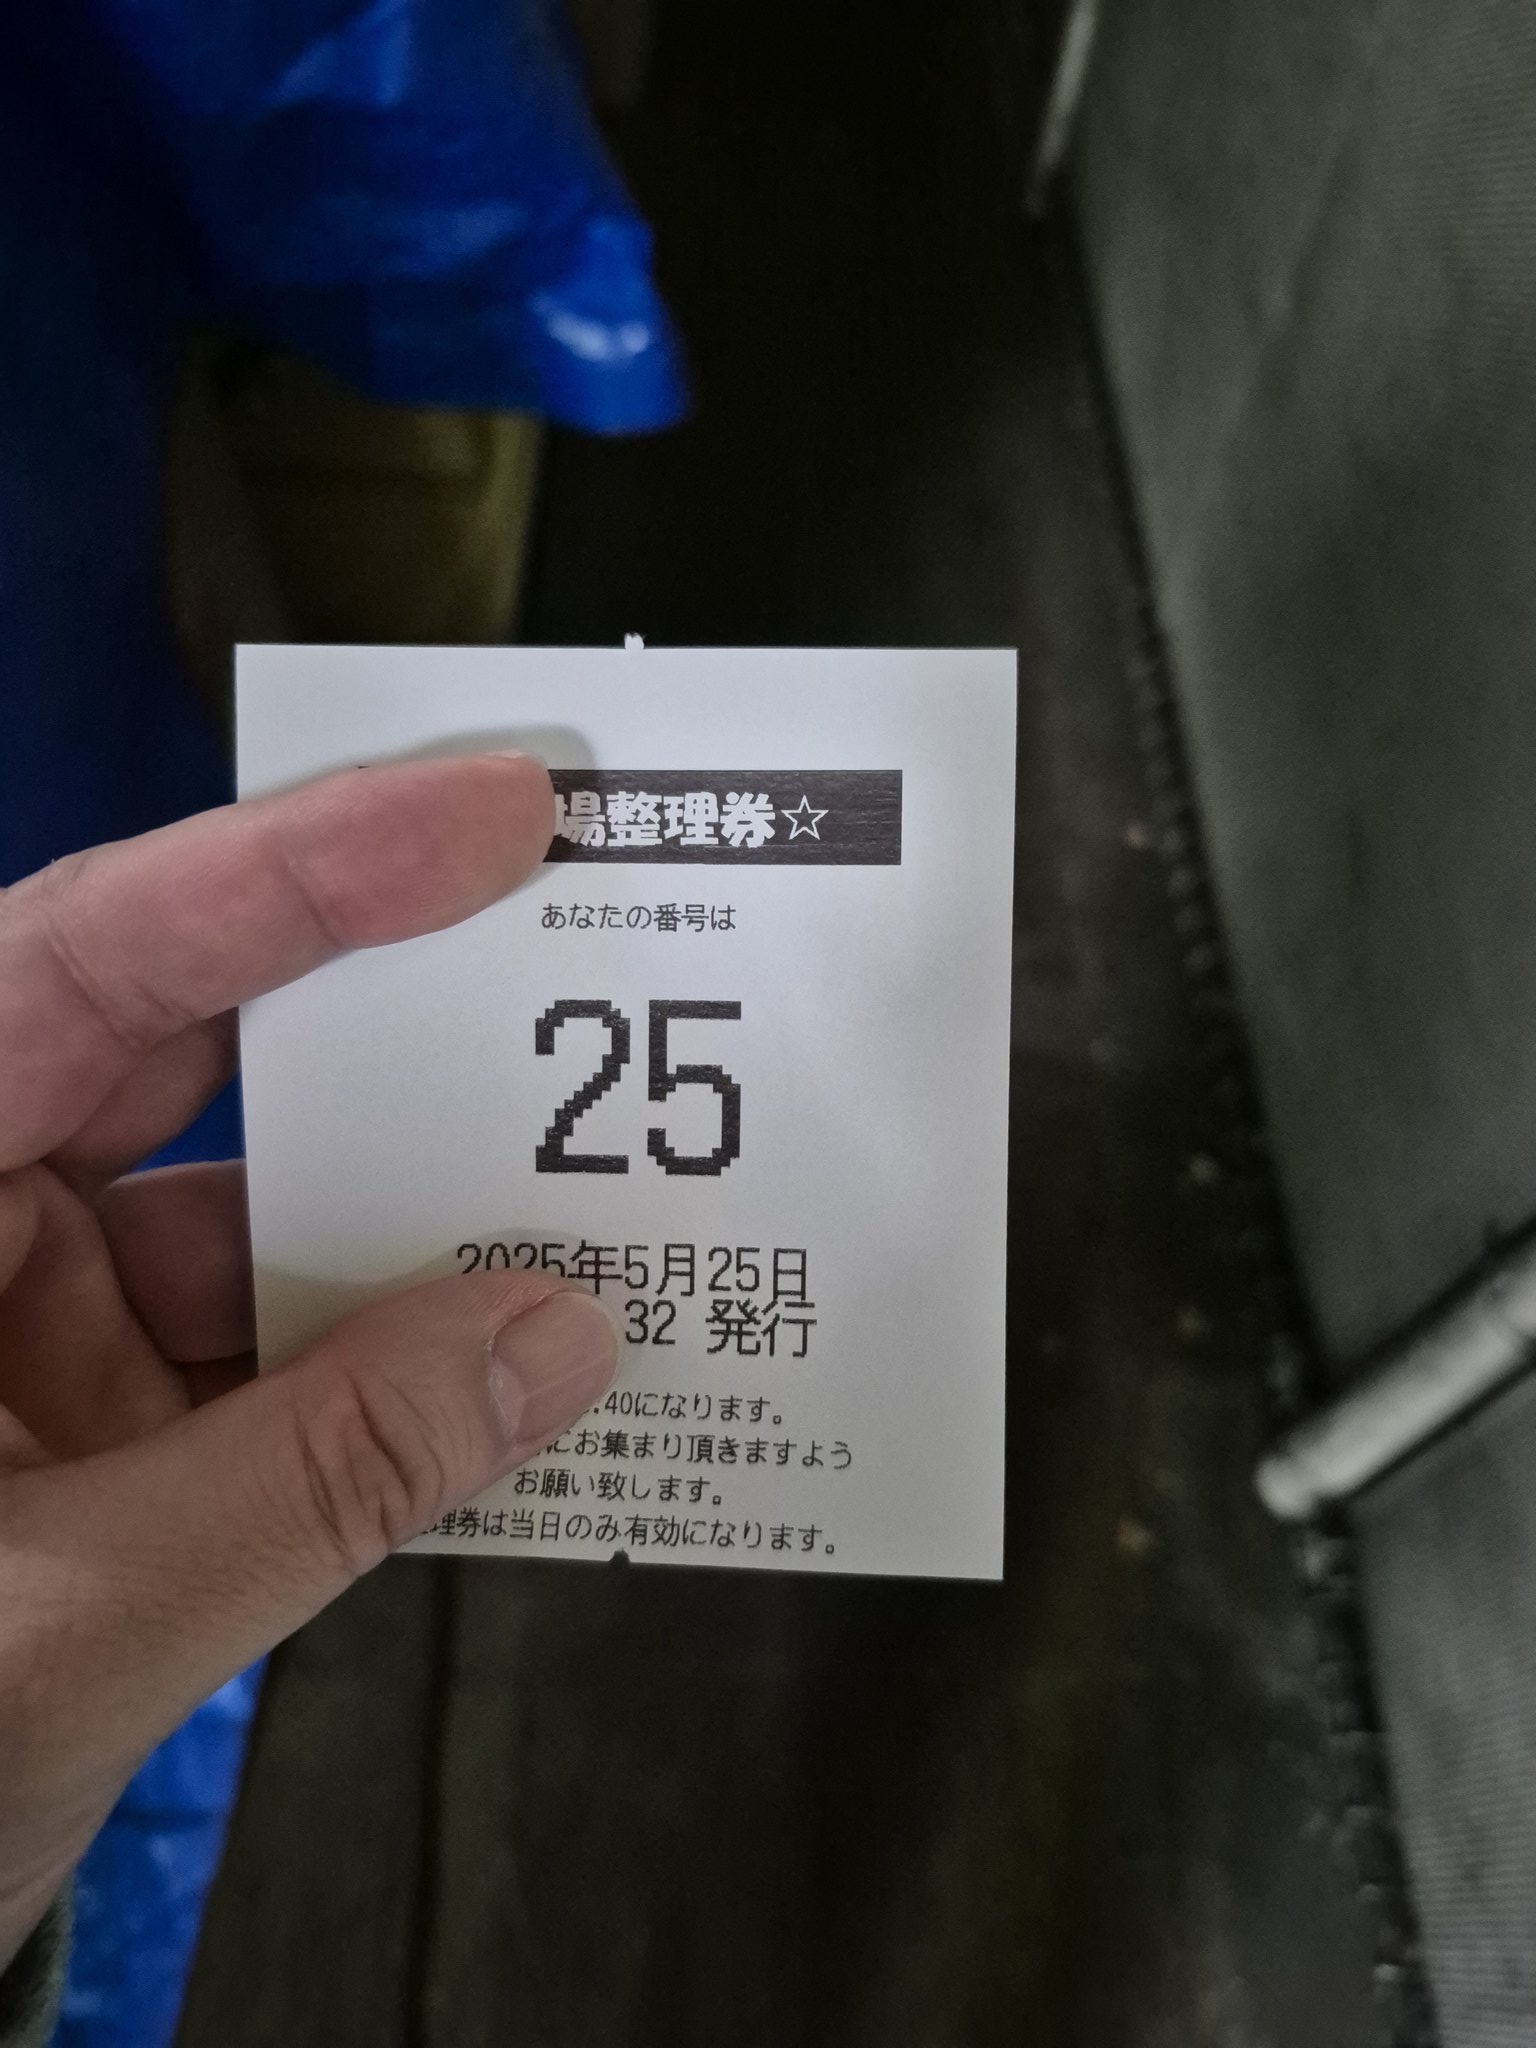 場整理券☆
あなたの番号は
25
2025年5月25日
32 発行
.40になります。
にお集まり頂きますよう
お願い致します。
理券は当日のみ有効になります。